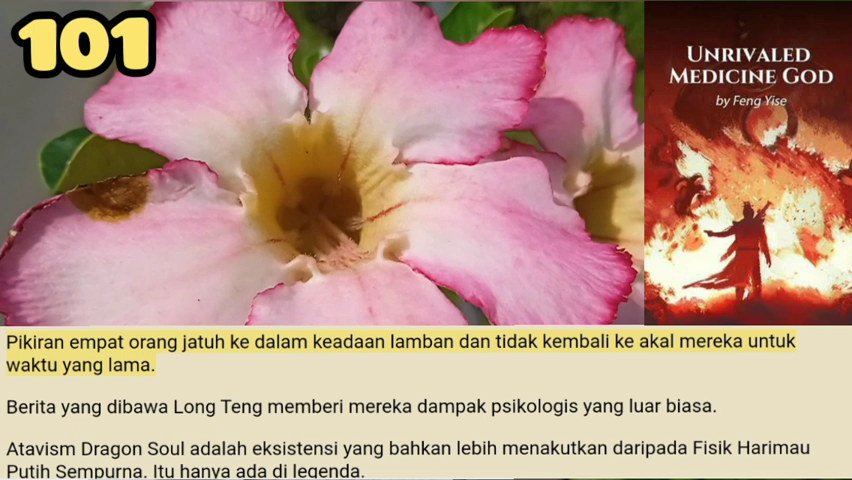 101
UNRIVALED
MEDICINE GOD
by Feng Yise
Pikiran empat orang jatuh ke dalam keadaan lamban dan tidak kembali ke akal mereka untuk
waktu yang lama.
Berita yang dibawa Long Teng memberi mereka dampak psikologis yang luar biasa.
Atavism Dragon Soul adalah eksistensi yang bahkan lebih menakutkan daripada Fisik Harimau
Putih Sempurna. Itu hanya ada di legenda.